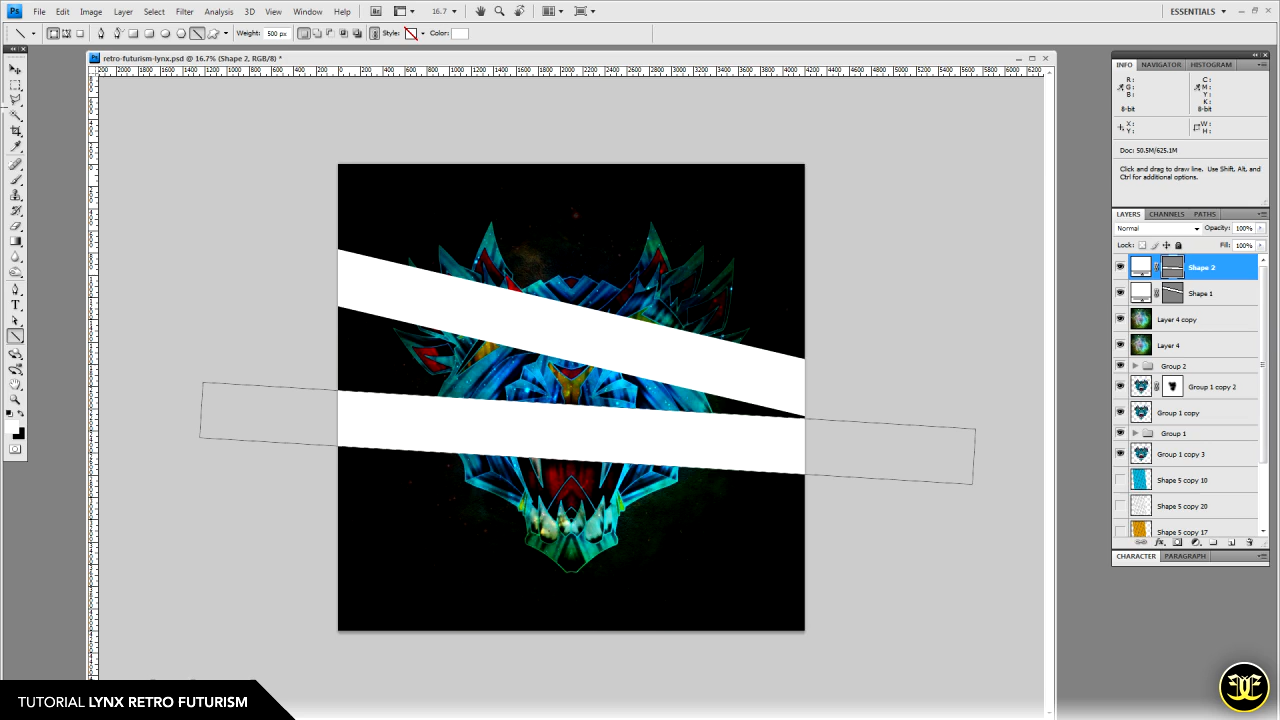 Ps File Edit Image Layer Select Filter Analysis 3D View Window Help Br 16.7 ESSENTIALS
Weight: 500 px Style: Color:
Ps retro-futurism-lynx.psd @ 16.7% (Shape 2, RGB/8) *
INFO NAVIGATOR HISTOGRAM
R: C:
G: M:
B: Y:
K:
8-bit 8-bit
X: W:
Y: H:
Doc: 50.5M/625.1M
Click and drag to draw line. Use Shift, Alt, and
Ctrl for additional options.
LAYERS CHANNELS PATHS
Normal Opacity: 100%
Lock: Fill: 100%
Shape 2
Shape 1
Layer 4 copy
Layer 4
Group 2
Group 1 copy 2
Group 1 copy
Group 1
Group 1 copy 3
Shape 5 copy 10
Shape 5 copy 20
Shape 5 copy 17
CHARACTER PARAGRAPH
TUTORIAL LYNX RETRO FUTURISM